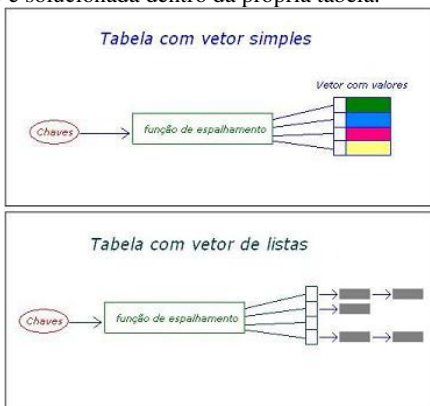 é solucionada dentro da própria tabela.
Tabela com vetor simples
Vetor com valores
Chaves
função de espalhamento
Tabela com vetor de listas
Chaves
função de espalhamento